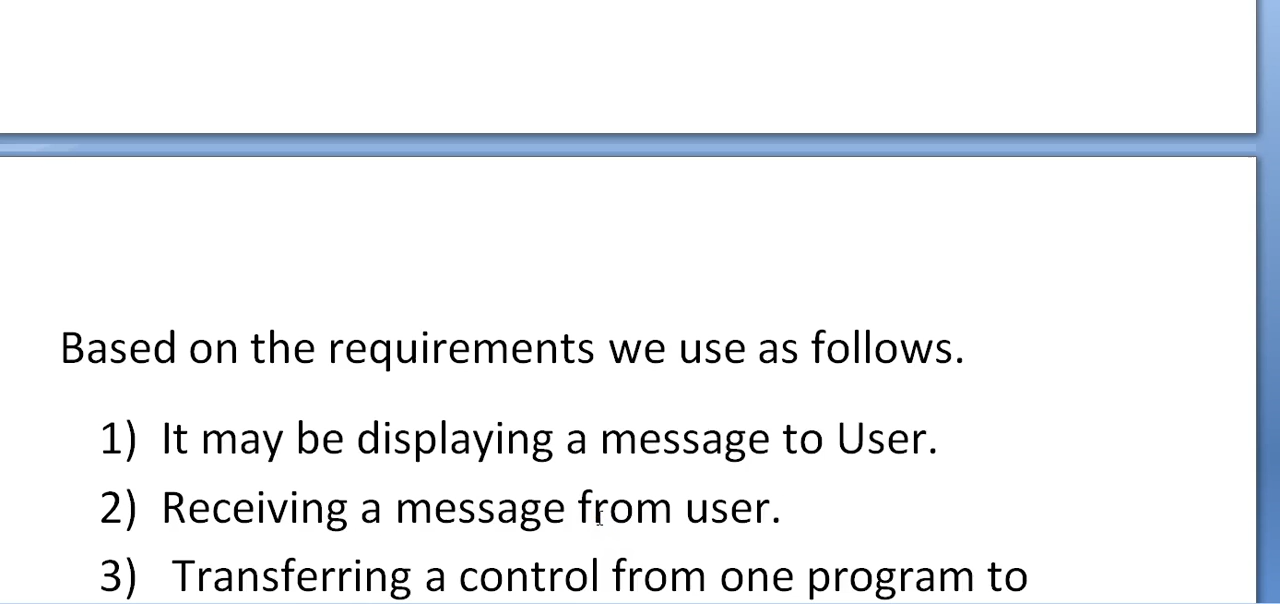 Based on the requirements we use as follows.
1) It may be displaying a message to User.
2) Receiving a message from user.
3) Transferring a control from one program to